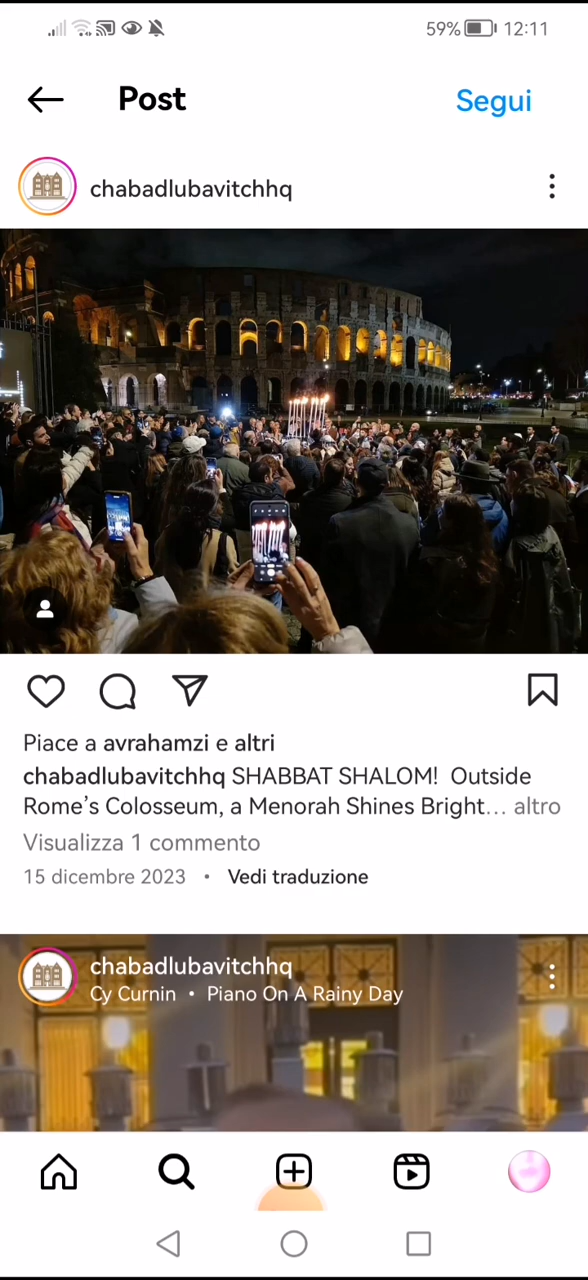 59% 12:11
Post
Segui
chabadlubavitchhq
Piace a avrahamzi e altri
chabadlubavitchhq SHABBAT SHALOM! Outside
Rome’s Colosseum, a Menorah Shines Bright… altro
Visualizza 1 commento
15 dicembre 2023 • Vedi traduzione
chabadlubavitchhq
Cy Curnin • Piano On A Rainy Day